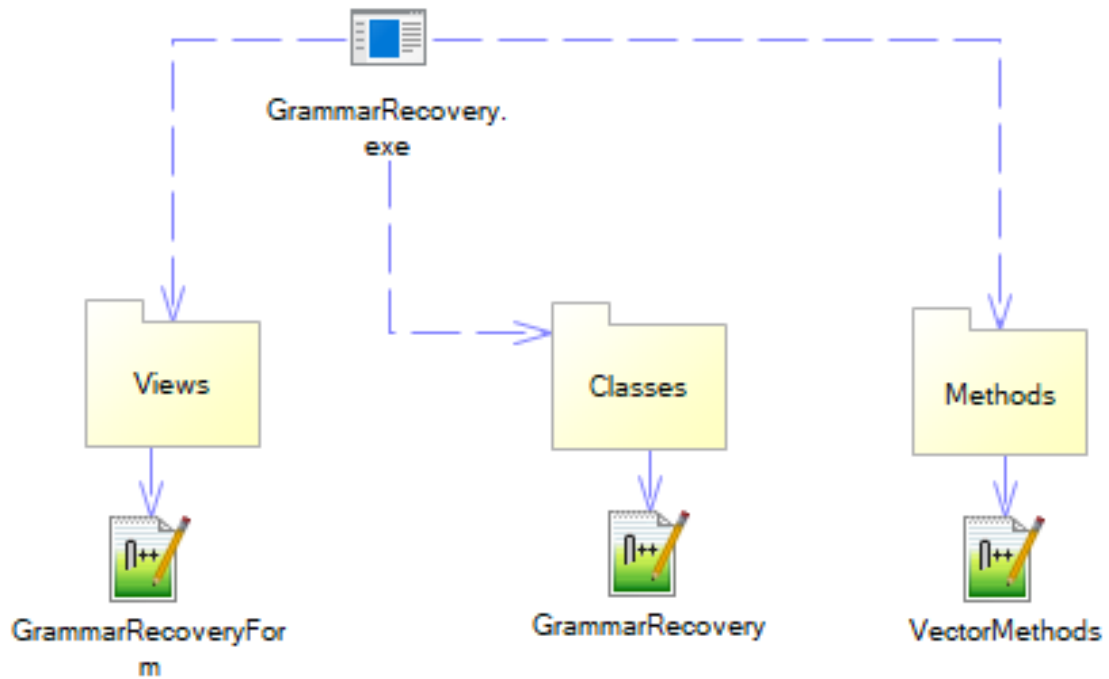 GrammarRecovery.
exe
Views
Classes
Methods
GrammarRecoveryFor
m
GrammarRecovery
VectorMethods